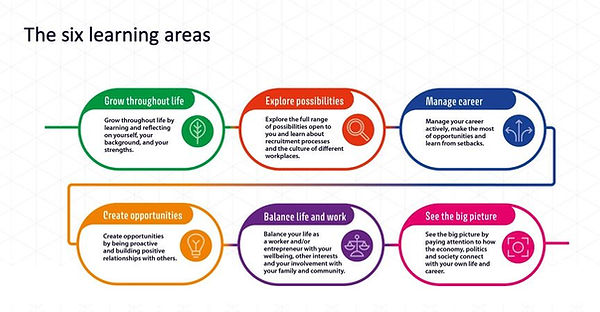 The six learning areas
Grow throughout life
Grow throughout life by
learning and reflecting
on yourself, your
background, and your
strengths.
Explore possibilities
Explore the full range
of possibilities open to
you and learn about
recruitment processes
and the culture of different
workplaces.
Manage career
Manage your career
actively, make the most
of opportunities and
learn from setbacks.
Create opportunities
Create opportunities
by being proactive
and building positive
relationships with others.
Balance life and work
Balance your life as
a worker and/or
entrepreneur with your
wellbeing, other interests
and your involvement with
your family and community.
See the big picture
See the big picture by
paying attention to how
the economy, politics
and society connect
with your own life and
career.